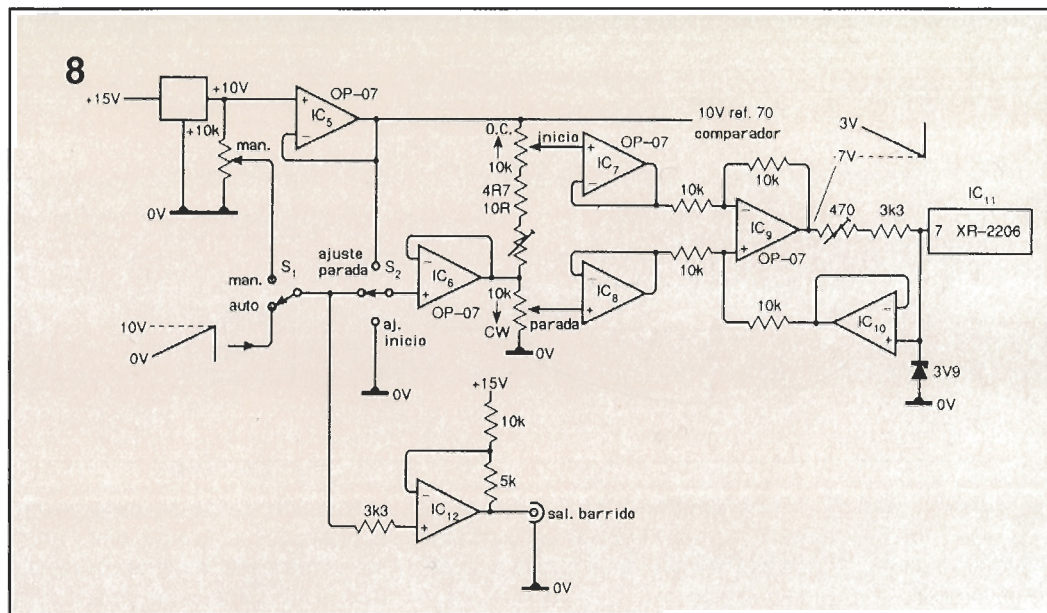 8
+15V
+10V
+10k
man.
0V
OP-07
+
IC5
-
10V ref. 70
comparador
O.C.
inicio
10k
4R7
10R
+
IC7
-
OP-07
10k
10k
-
IC9
+
OP-07
3V
7V
470
3k3
IC11
7 XR-2206
man.
S1
auto
10V
0V
ajuste
parada
S2
-
IC6
+
OP-07
aj.
inicio
0V
10k
CW
parada
0V
-
IC8
+
10k
10k
-
IC10
+
3V9
0V
+15V
10k
5k
3k3
-
IC12
+
sal. barrido
0V